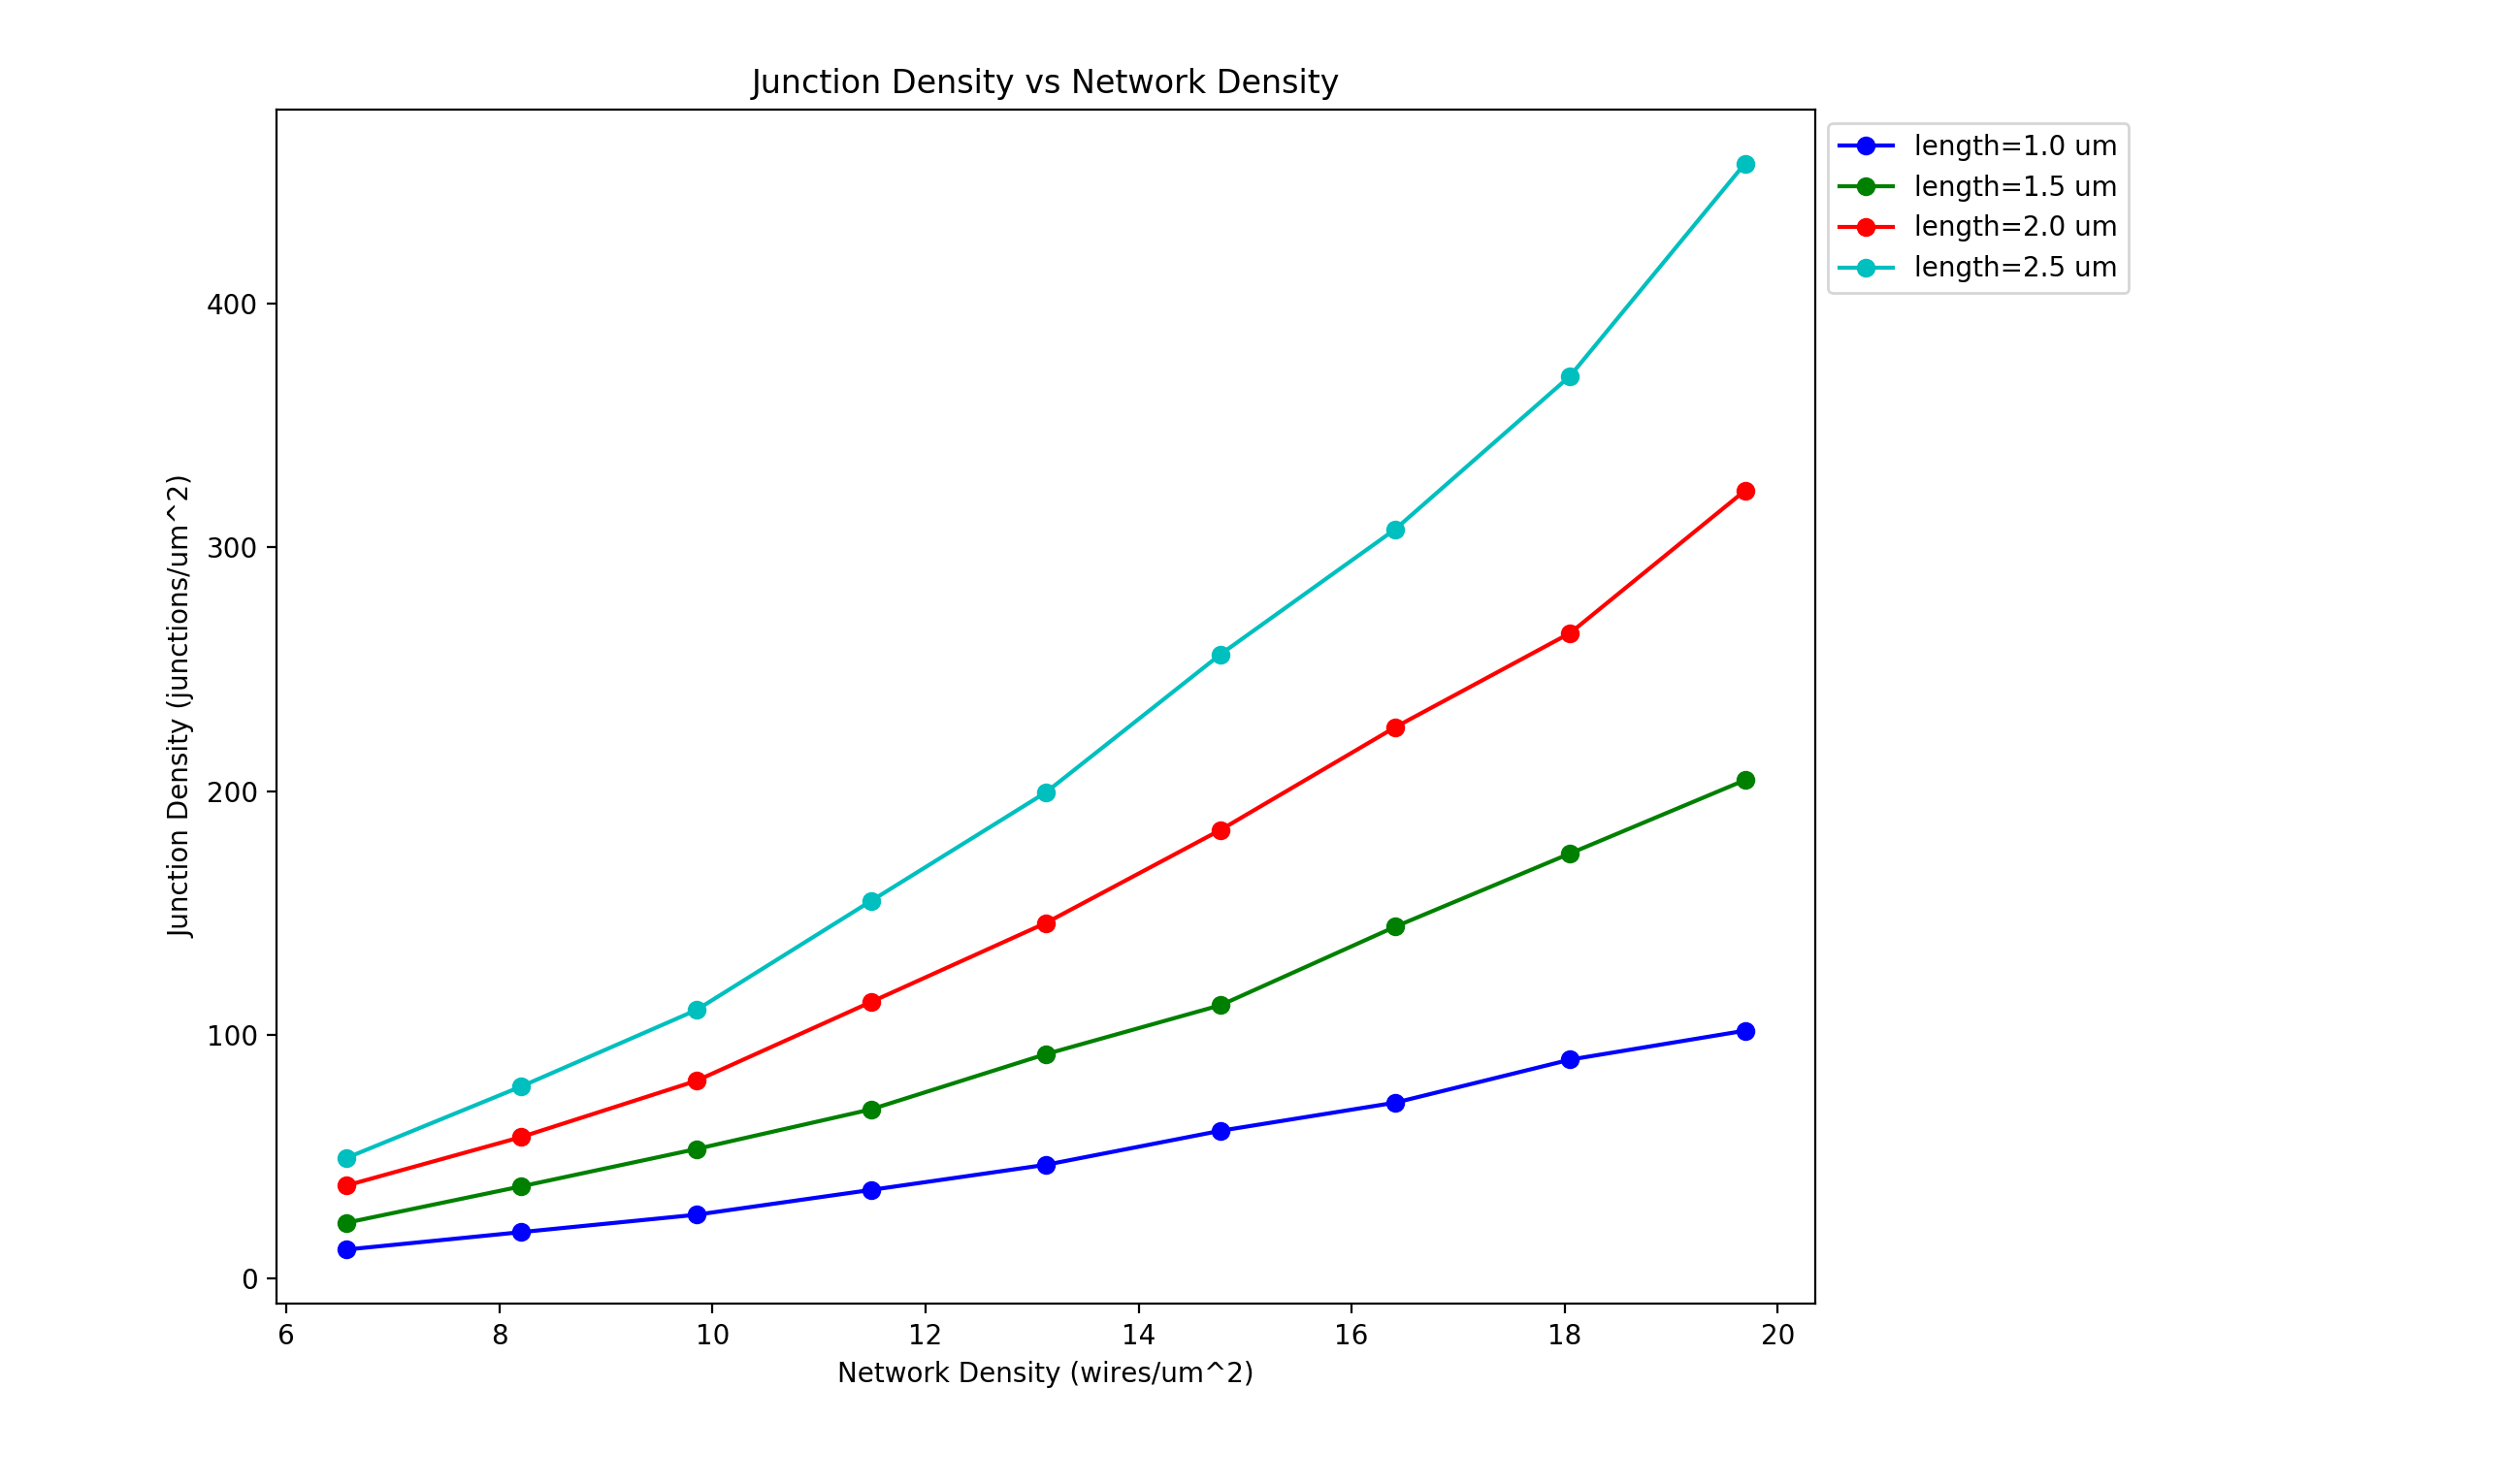 Junction Density vs Network Density
length=1.0 um
length=1.5 um
length=2.0 um
length=2.5 um
Junction Density (junctions/um^2)
400
300
200
100
0
6 8 10 12 14 16 18 20
Network Density (wires/um^2)